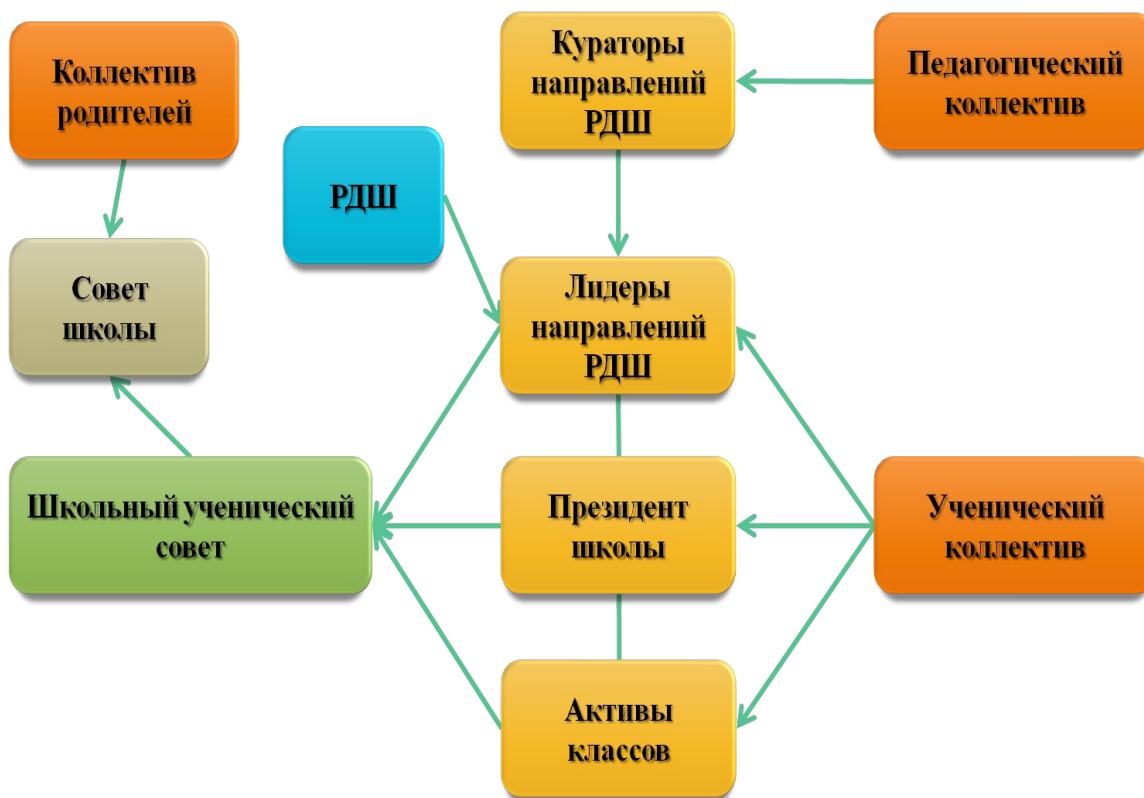 Коллектив
родителей
Кураторы
направлений
РДШ
Педагогический
коллектив
РДШ
Совет
школы
Лидеры
направлений
РДШ
Школьный ученический
совет
Президент
школы
Ученический
коллектив
Активы
классов